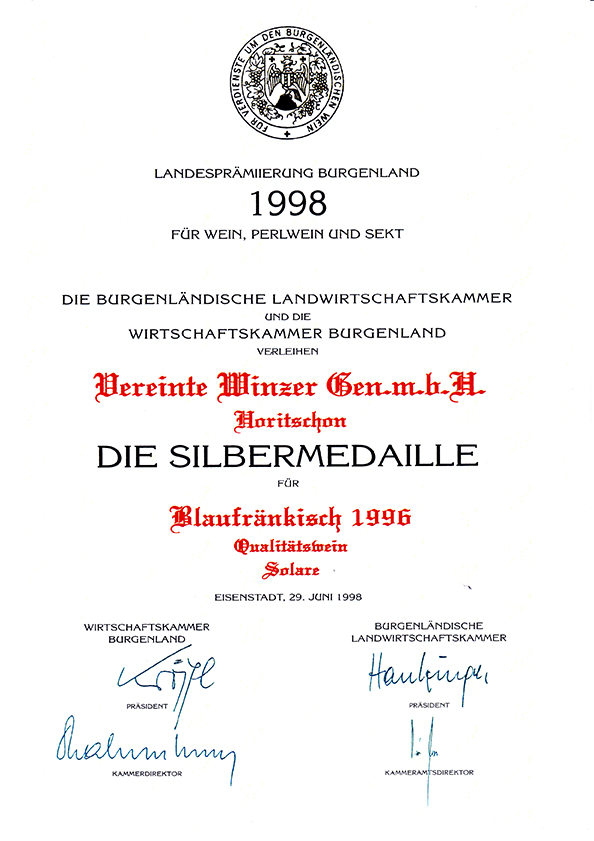 FÜR VERDIENSTE UM DEN BURGENLÄNDISCHEN WEIN
LANDESPRÄMIIERUNG BURGENLAND
1998
FÜR WEIN, PERLWEIN UND SEKT
DIE BURGENLÄNDISCHE LANDWIRTSCHAFTSKAMMER
UND DIE
WIRTSCHAFTSKAMMER BURGENLAND
VERLEIHEN
Vereinte Winzer Gen.m.b.H.
Horitschon
DIE SILBERMEDAILLE
FÜR
Blaufränkisch 1996
Qualitätswein
Solare
EISENSTADT, 29. JUNI 1998
WIRTSCHAFTSKAMMER
BURGENLAND
PRÄSIDENT
KAMMERDIREKTOR
BURGENLÄNDISCHE
LANDWIRTSCHAFTSKAMMER
PRÄSIDENT
KAMMERAMTSDIREKTOR